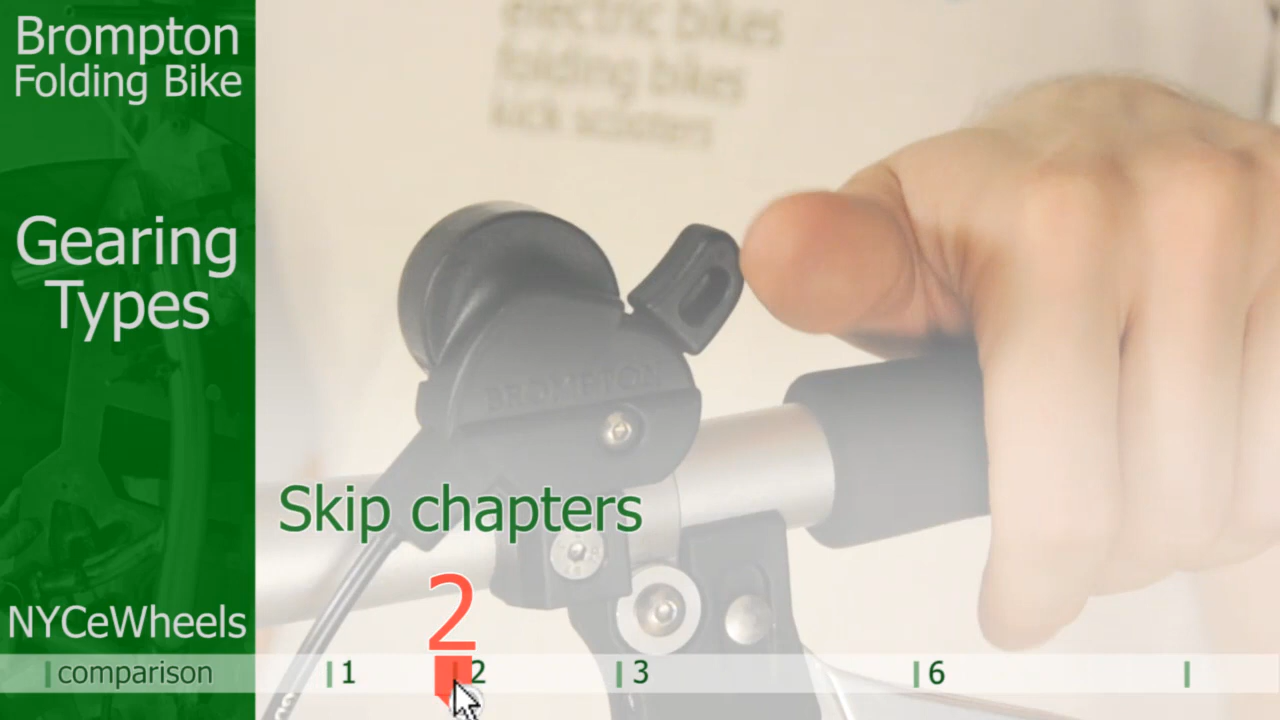 Brompton
Folding Bike
electric bikes
folding bikes
kick scooters
Gearing
Types
BROMPTON
Skip chapters
2
NYCeWheels
comparison
1
2
3
6